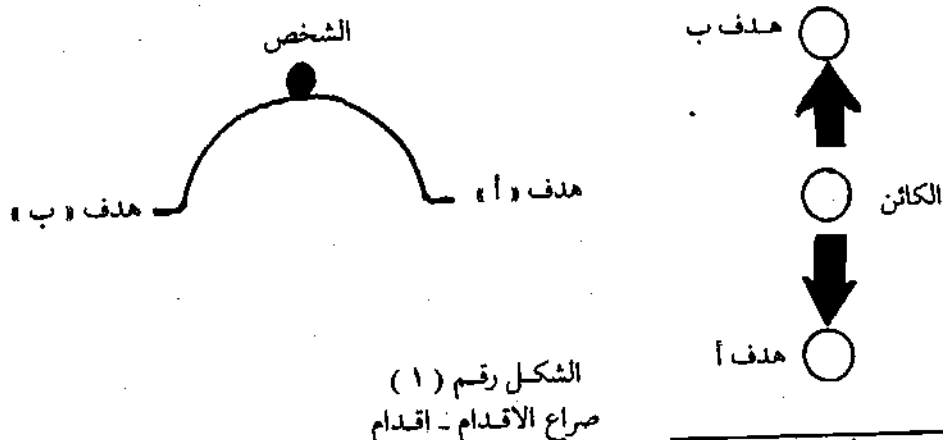 هدف ب
الشخص
الكائن
هدف « أ »
هدف « ب »
هدف أ
الشكل رقم ( ١ )
صراع الاقدام - اقدام